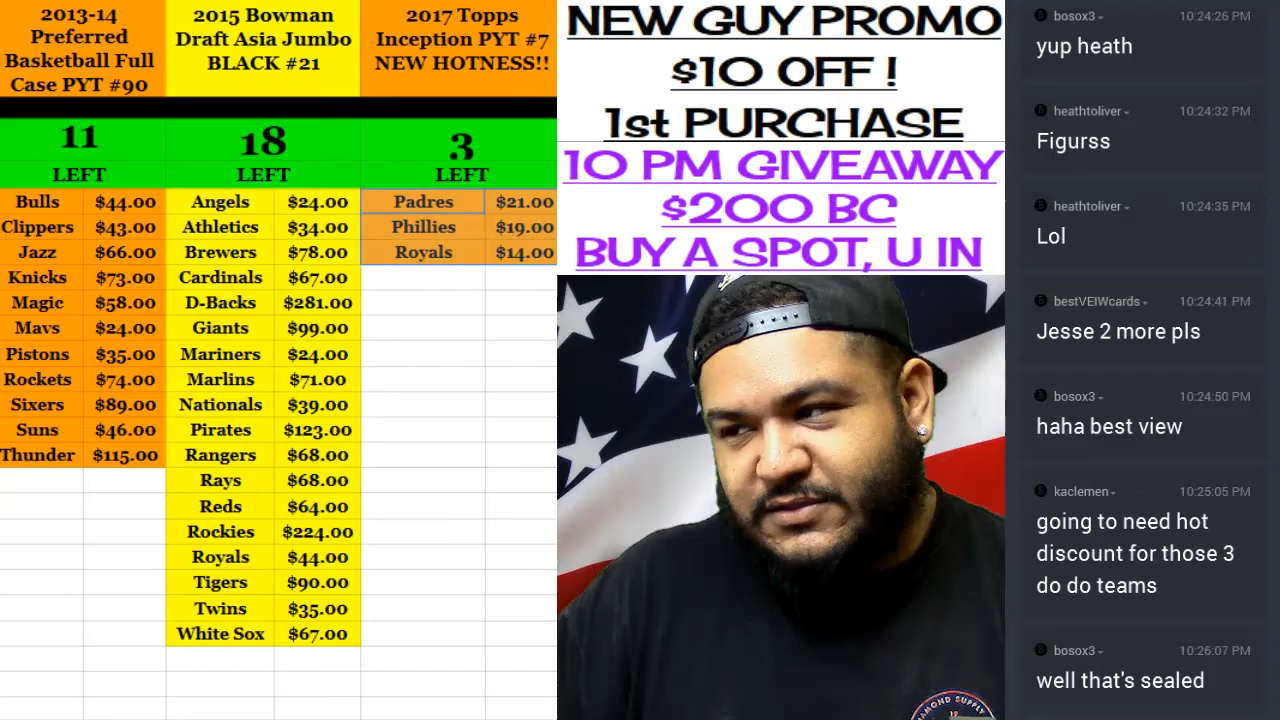 2013-14
Preferred
Basketball Full
Case PYT #90
11
LEFT
Bulls $44.00
Clippers $43.00
Jazz $66.00
Knicks $73.00
Magic $58.00
Mavs $24.00
Pistons $35.00
Rockets $74.00
Sixers $89.00
Suns $46.00
Thunder $115.00
2015 Bowman
Draft Asia Jumbo
BLACK #21
18
LEFT
Angels $24.00
Athletics $34.00
Brewers $78.00
Cardinals $67.00
D-Backs $281.00
Giants $99.00
Mariners $24.00
Marlins $71.00
Nationals $39.00
Pirates $123.00
Rangers $68.00
Rays $68.00
Reds $64.00
Rockies $224.00
Royals $44.00
Tigers $90.00
Twins $35.00
White Sox $67.00
2017 Topps
Inception PYT #7
NEW HOTNESS!!
3
LEFT
Padres $21.00
Phillies $19.00
Royals $14.00
NEW GUY PROMO
$10 OFF !
1st PURCHASE
10 PM GIVEAWAY
$200 BC
BUY A SPOT, U IN
DIAMOND SUPPLY
19
bosox3 10:24:26 PM
yup heath
heathtoliver 10:24:32 PM
Figurss
heathtoliver 10:24:35 PM
Lol
bestVEIWcards 10:24:41 PM
Jesse 2 more pls
bosox3 10:24:50 PM
haha best view
kaclemen 10:25:05 PM
going to need hot
discount for those 3
do do teams
bosox3 10:26:07 PM
well that's sealed